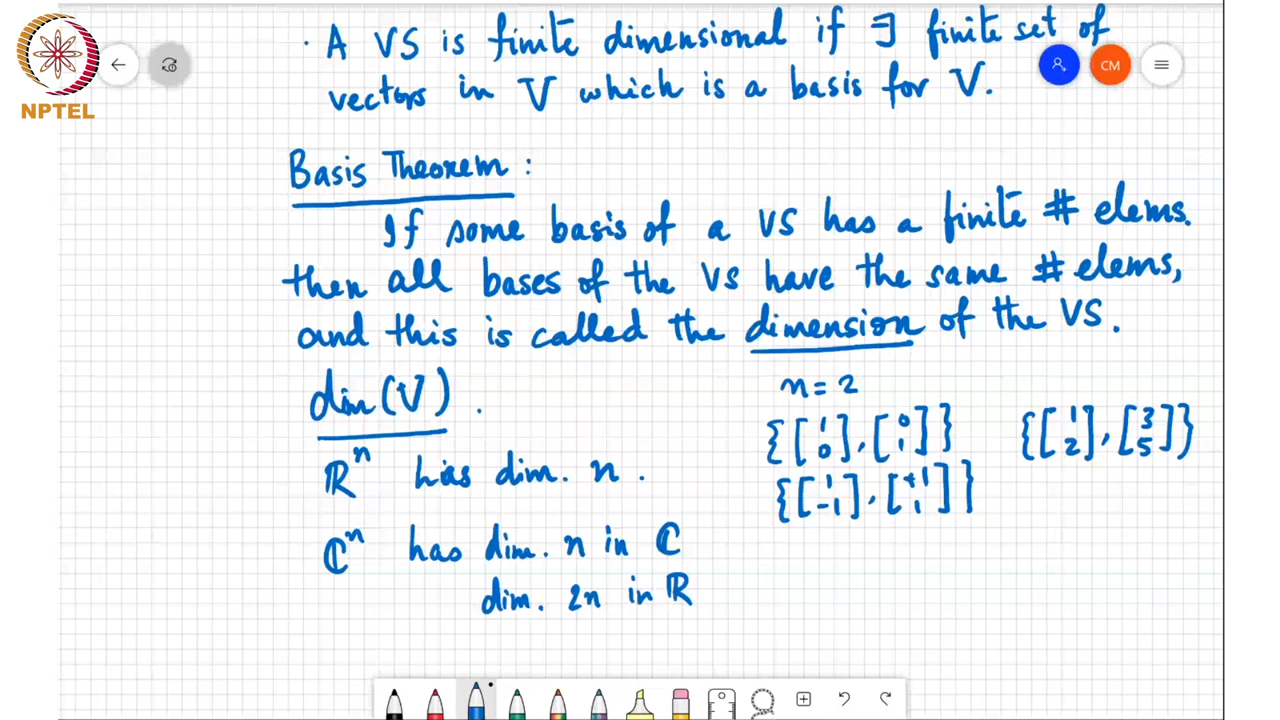 · A VS is finite dimensional if ∃ finite set of
vectors in V which is a basis for V.
NPTEL
CM
Basis Theorem :
If some basis of a VS has a finite # elems.
then all bases of the VS have the same # elems,
and this is called the dimension of the VS.
dim(V).
n = 2
{[1 0], [0 1]} {[1 2], [3 5]}
ℝⁿ has dim. n.
{[1 -1], [+1 1]}
ℂⁿ has dim. n in ℂ
dim. 2n in ℝ